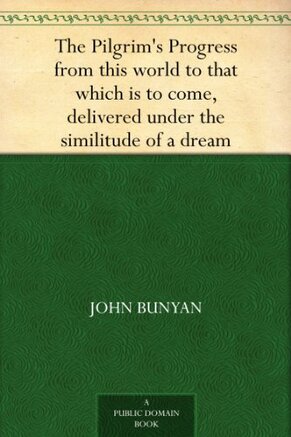 The Pilgrim's Progress
from this world to that
which is to come,
delivered under the
similitude of a dream
JOHN BUNYAN
A
PUBLIC DOMAIN
BOOK